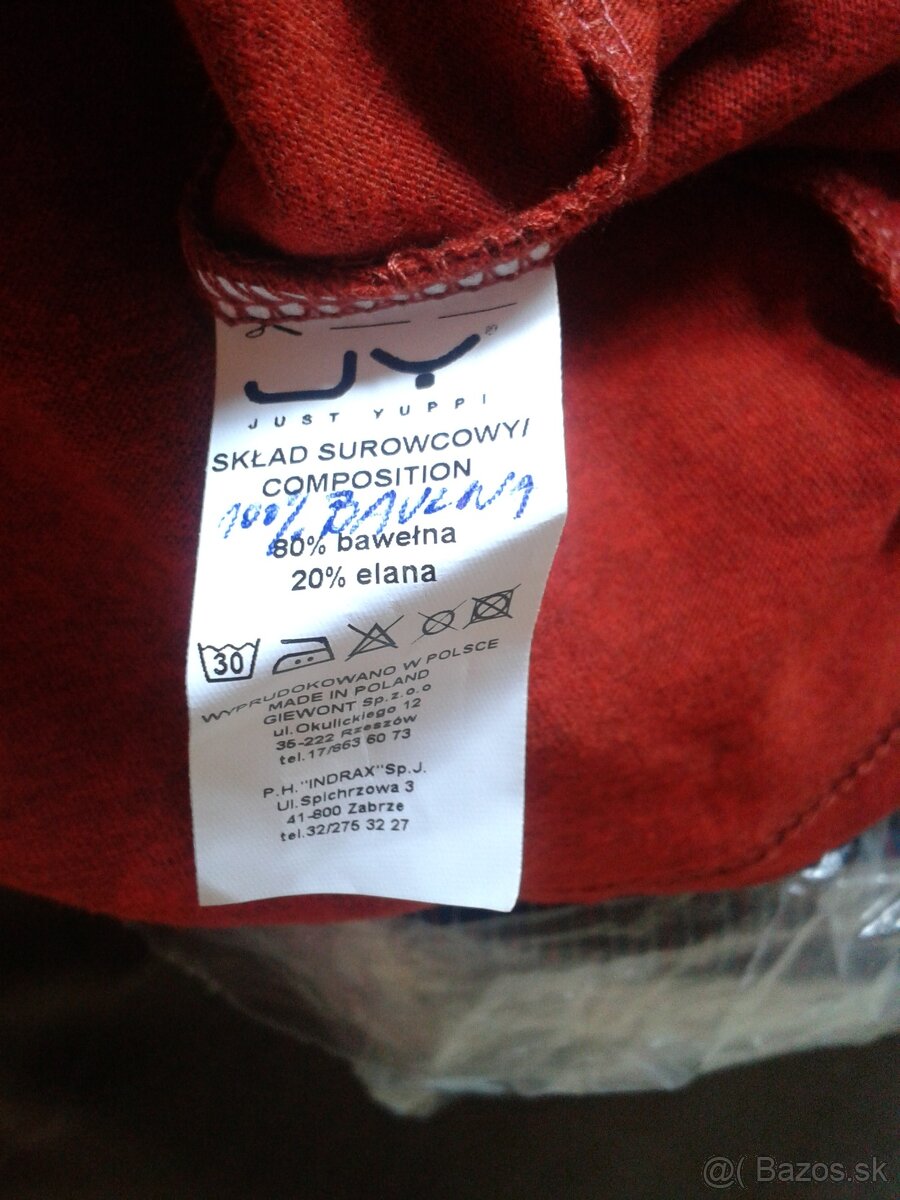 JY®
JUST YUPPI
SKŁAD SUROWCOWY/
COMPOSITION
100% BAVLNA
80% bawełna
20% elana
30
WYPRUDOKOWANO W POLSCE
MADE IN POLAND
GIEWONT Sp.z.o.o
ul.Okulickiego 12
35-222 Rzeszów
tel.17/863 60 73
P.H."INDRAX"Sp.J.
Ul.Spichrzowa 3
41-800 Zabrze
tel.32/275 32 27
@( Bazos.sk